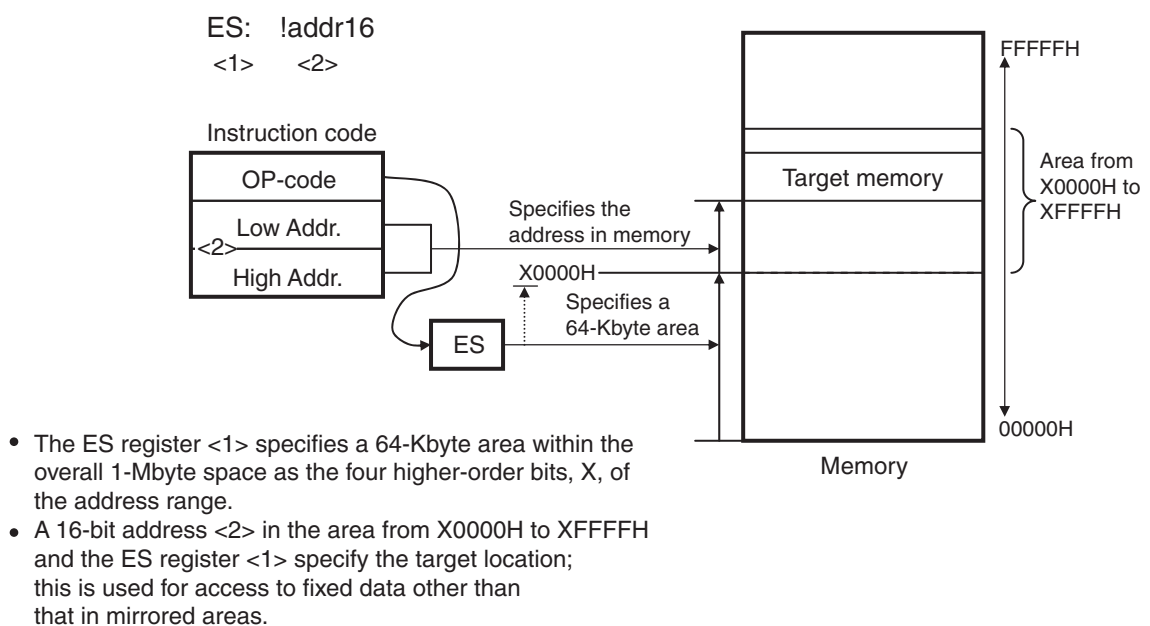 ES: !addr16
<1> <2>
Instruction code
OP-code
Low Addr.
<2>
High Addr.
ES
Specifies the
address in memory
X0000H
Specifies a
64-Kbyte area
Target memory
FFFFFH
Area from
X0000H to
XFFFFH
00000H
Memory
• The ES register <1> specifies a 64-Kbyte area within the
overall 1-Mbyte space as the four higher-order bits, X, of
the address range.
• A 16-bit address <2> in the area from X0000H to XFFFFH
and the ES register <1> specify the target location;
this is used for access to fixed data other than
that in mirrored areas.